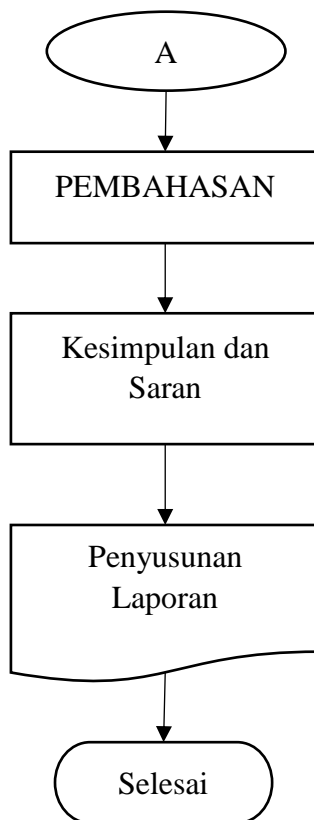 A
PEMBAHASAN
Kesimpulan dan
Saran
Penyusunan
Laporan
Selesai